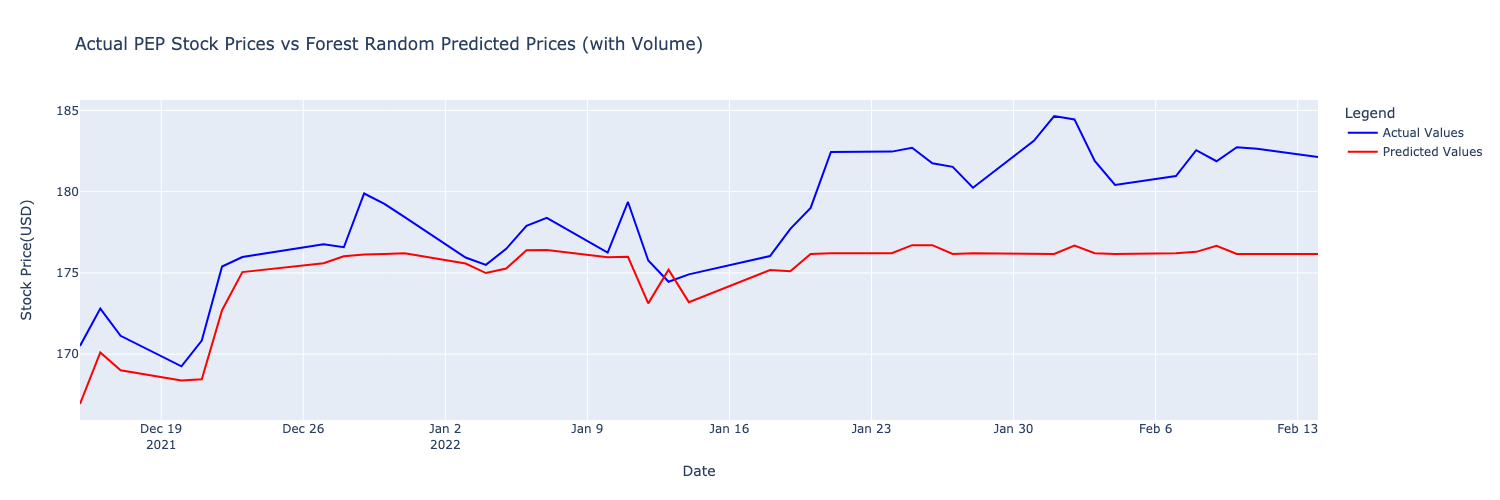 Actual PEP Stock Prices vs Forest Random Predicted Prices (with Volume)
Legend
Actual Values
Predicted Values
Stock Price(USD)
185
180
175
170
Dec 19
2021
Dec 26
Jan 2
2022
Jan 9
Jan 16
Jan 23
Jan 30
Feb 6
Feb 13
Date